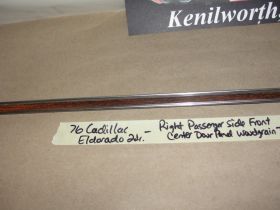 Kenilworth,
76 Cadillac
Eldorado 2dr.
- Right Passenger Side Front
Center Door Panel Woodgrain-